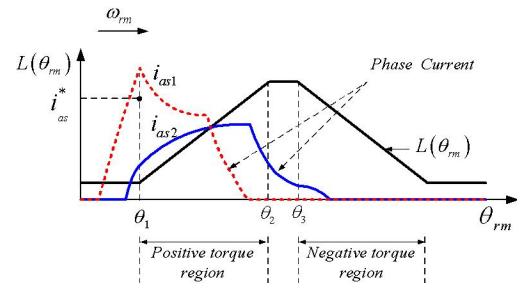 ω_rm
L(θ_rm)
i_as1
Phase Current
i*_as
i_as2
L(θ_rm)
θ_1
θ_2
θ_3
θ_rm
Positive torque
region
Negative torque
region